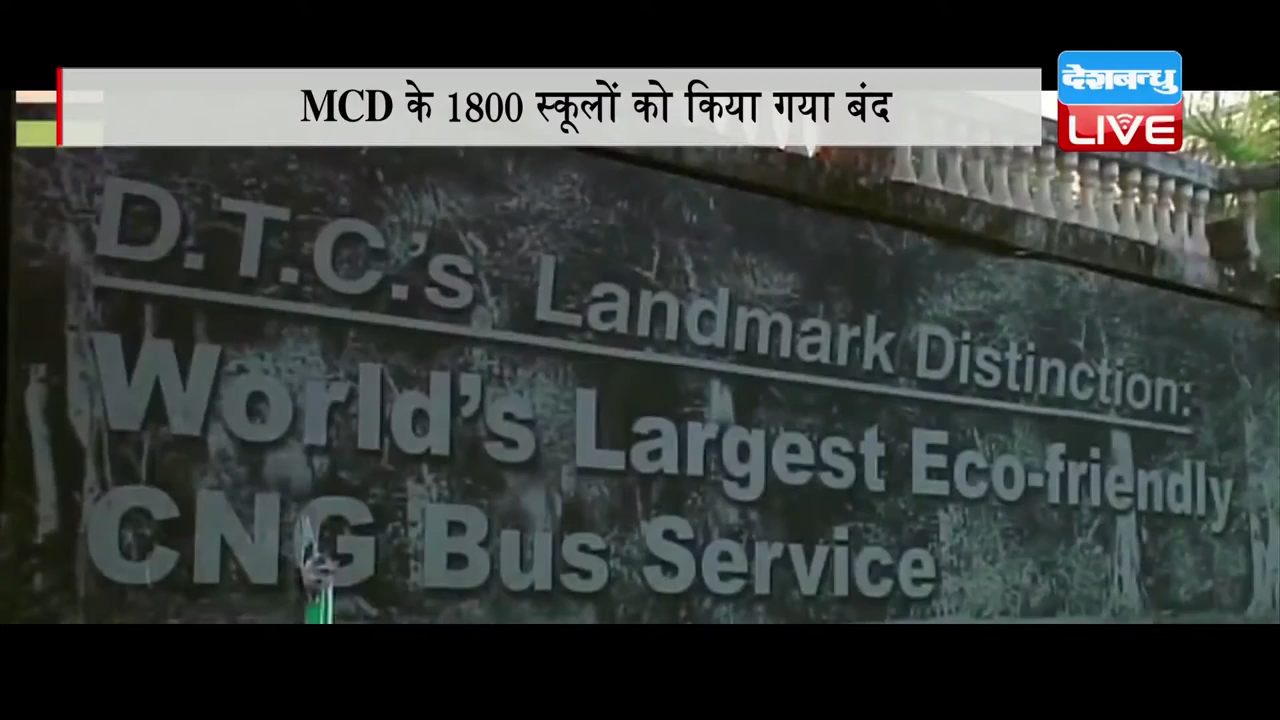 MCD के 1800 स्कूलों को किया गया बंद
देशबन्धु
LIVE
D.T.C.'s Landmark Distinction:
World's Largest Eco-friendly
CNG Bus Service